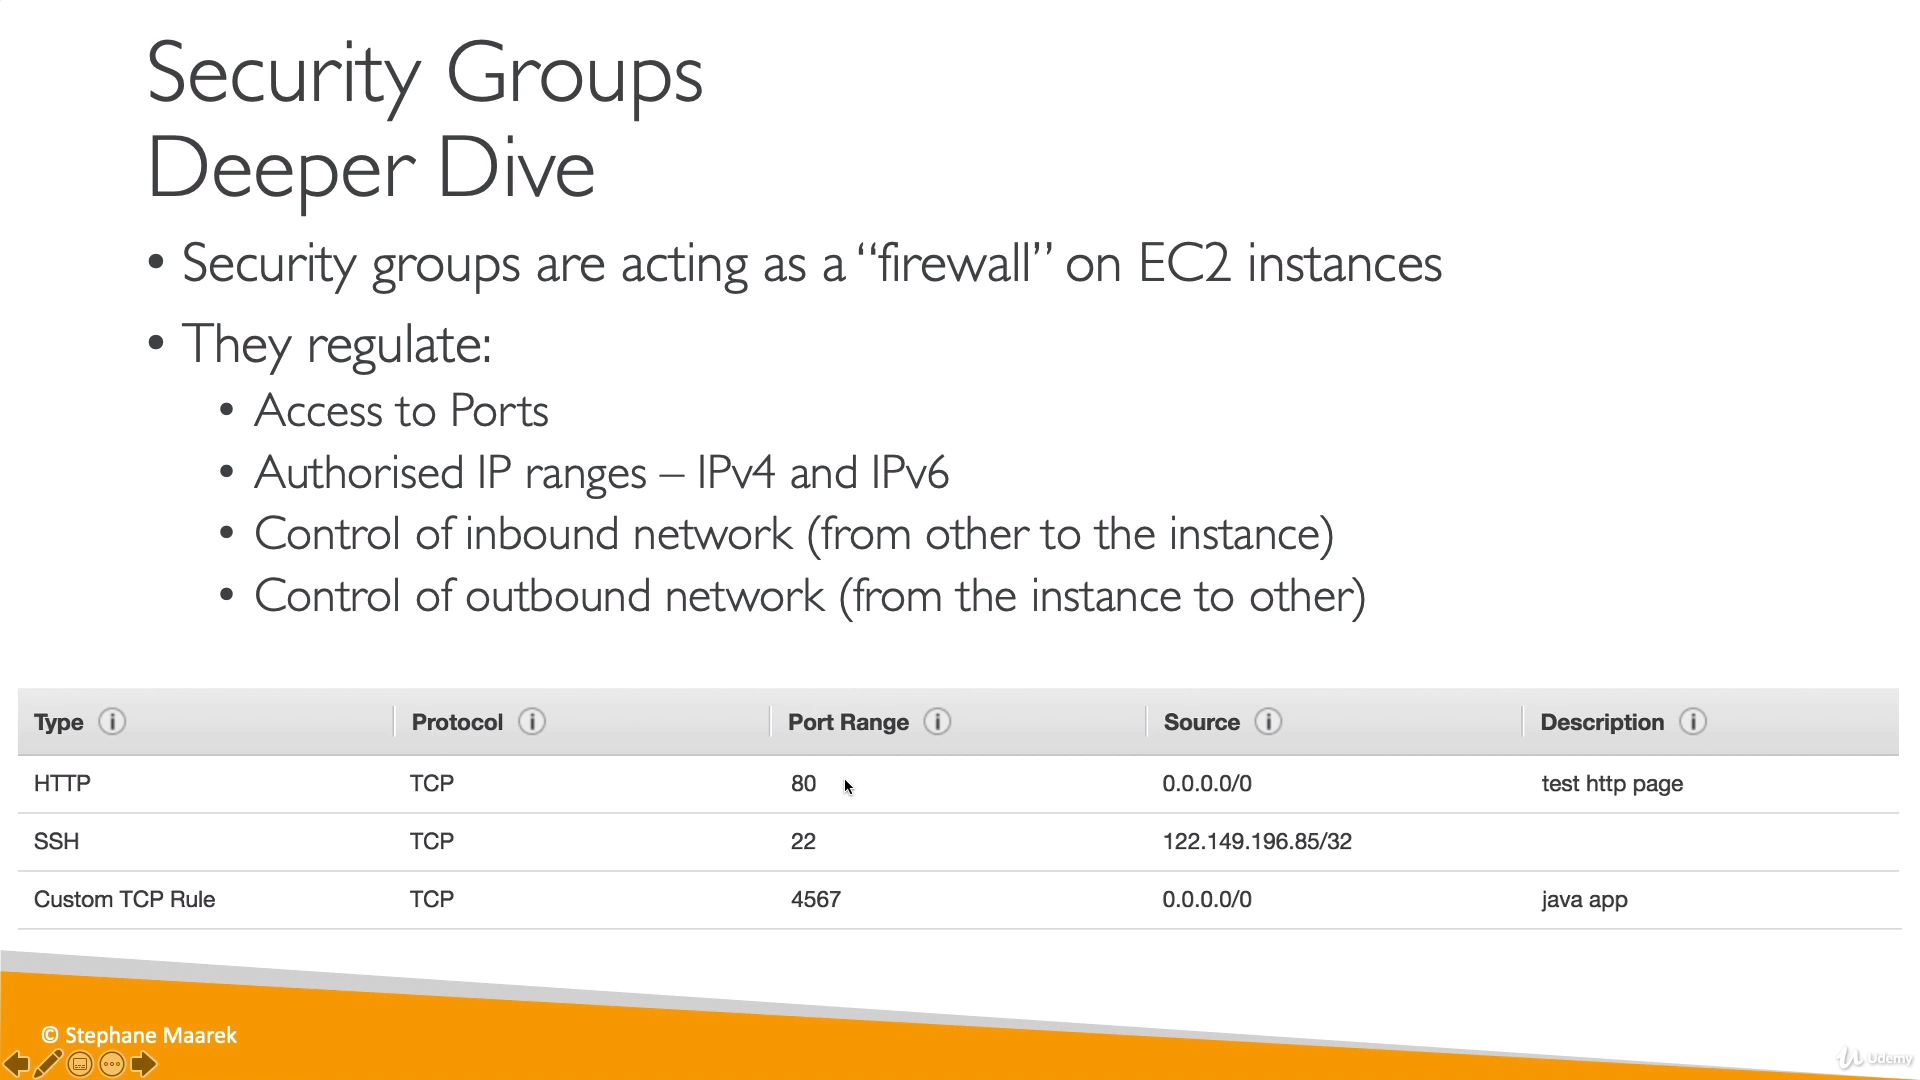 Security Groups
Deeper Dive
• Security groups are acting as a “firewall” on EC2 instances
• They regulate:
• Access to Ports
• Authorised IP ranges – IPv4 and IPv6
• Control of inbound network (from other to the instance)
• Control of outbound network (from the instance to other)
Type Protocol Port Range Source Description
HTTP TCP 80 0.0.0.0/0 test http page
SSH TCP 22 122.149.196.85/32
Custom TCP Rule TCP 4567 0.0.0.0/0 java app
© Stephane Maarek
Udemy